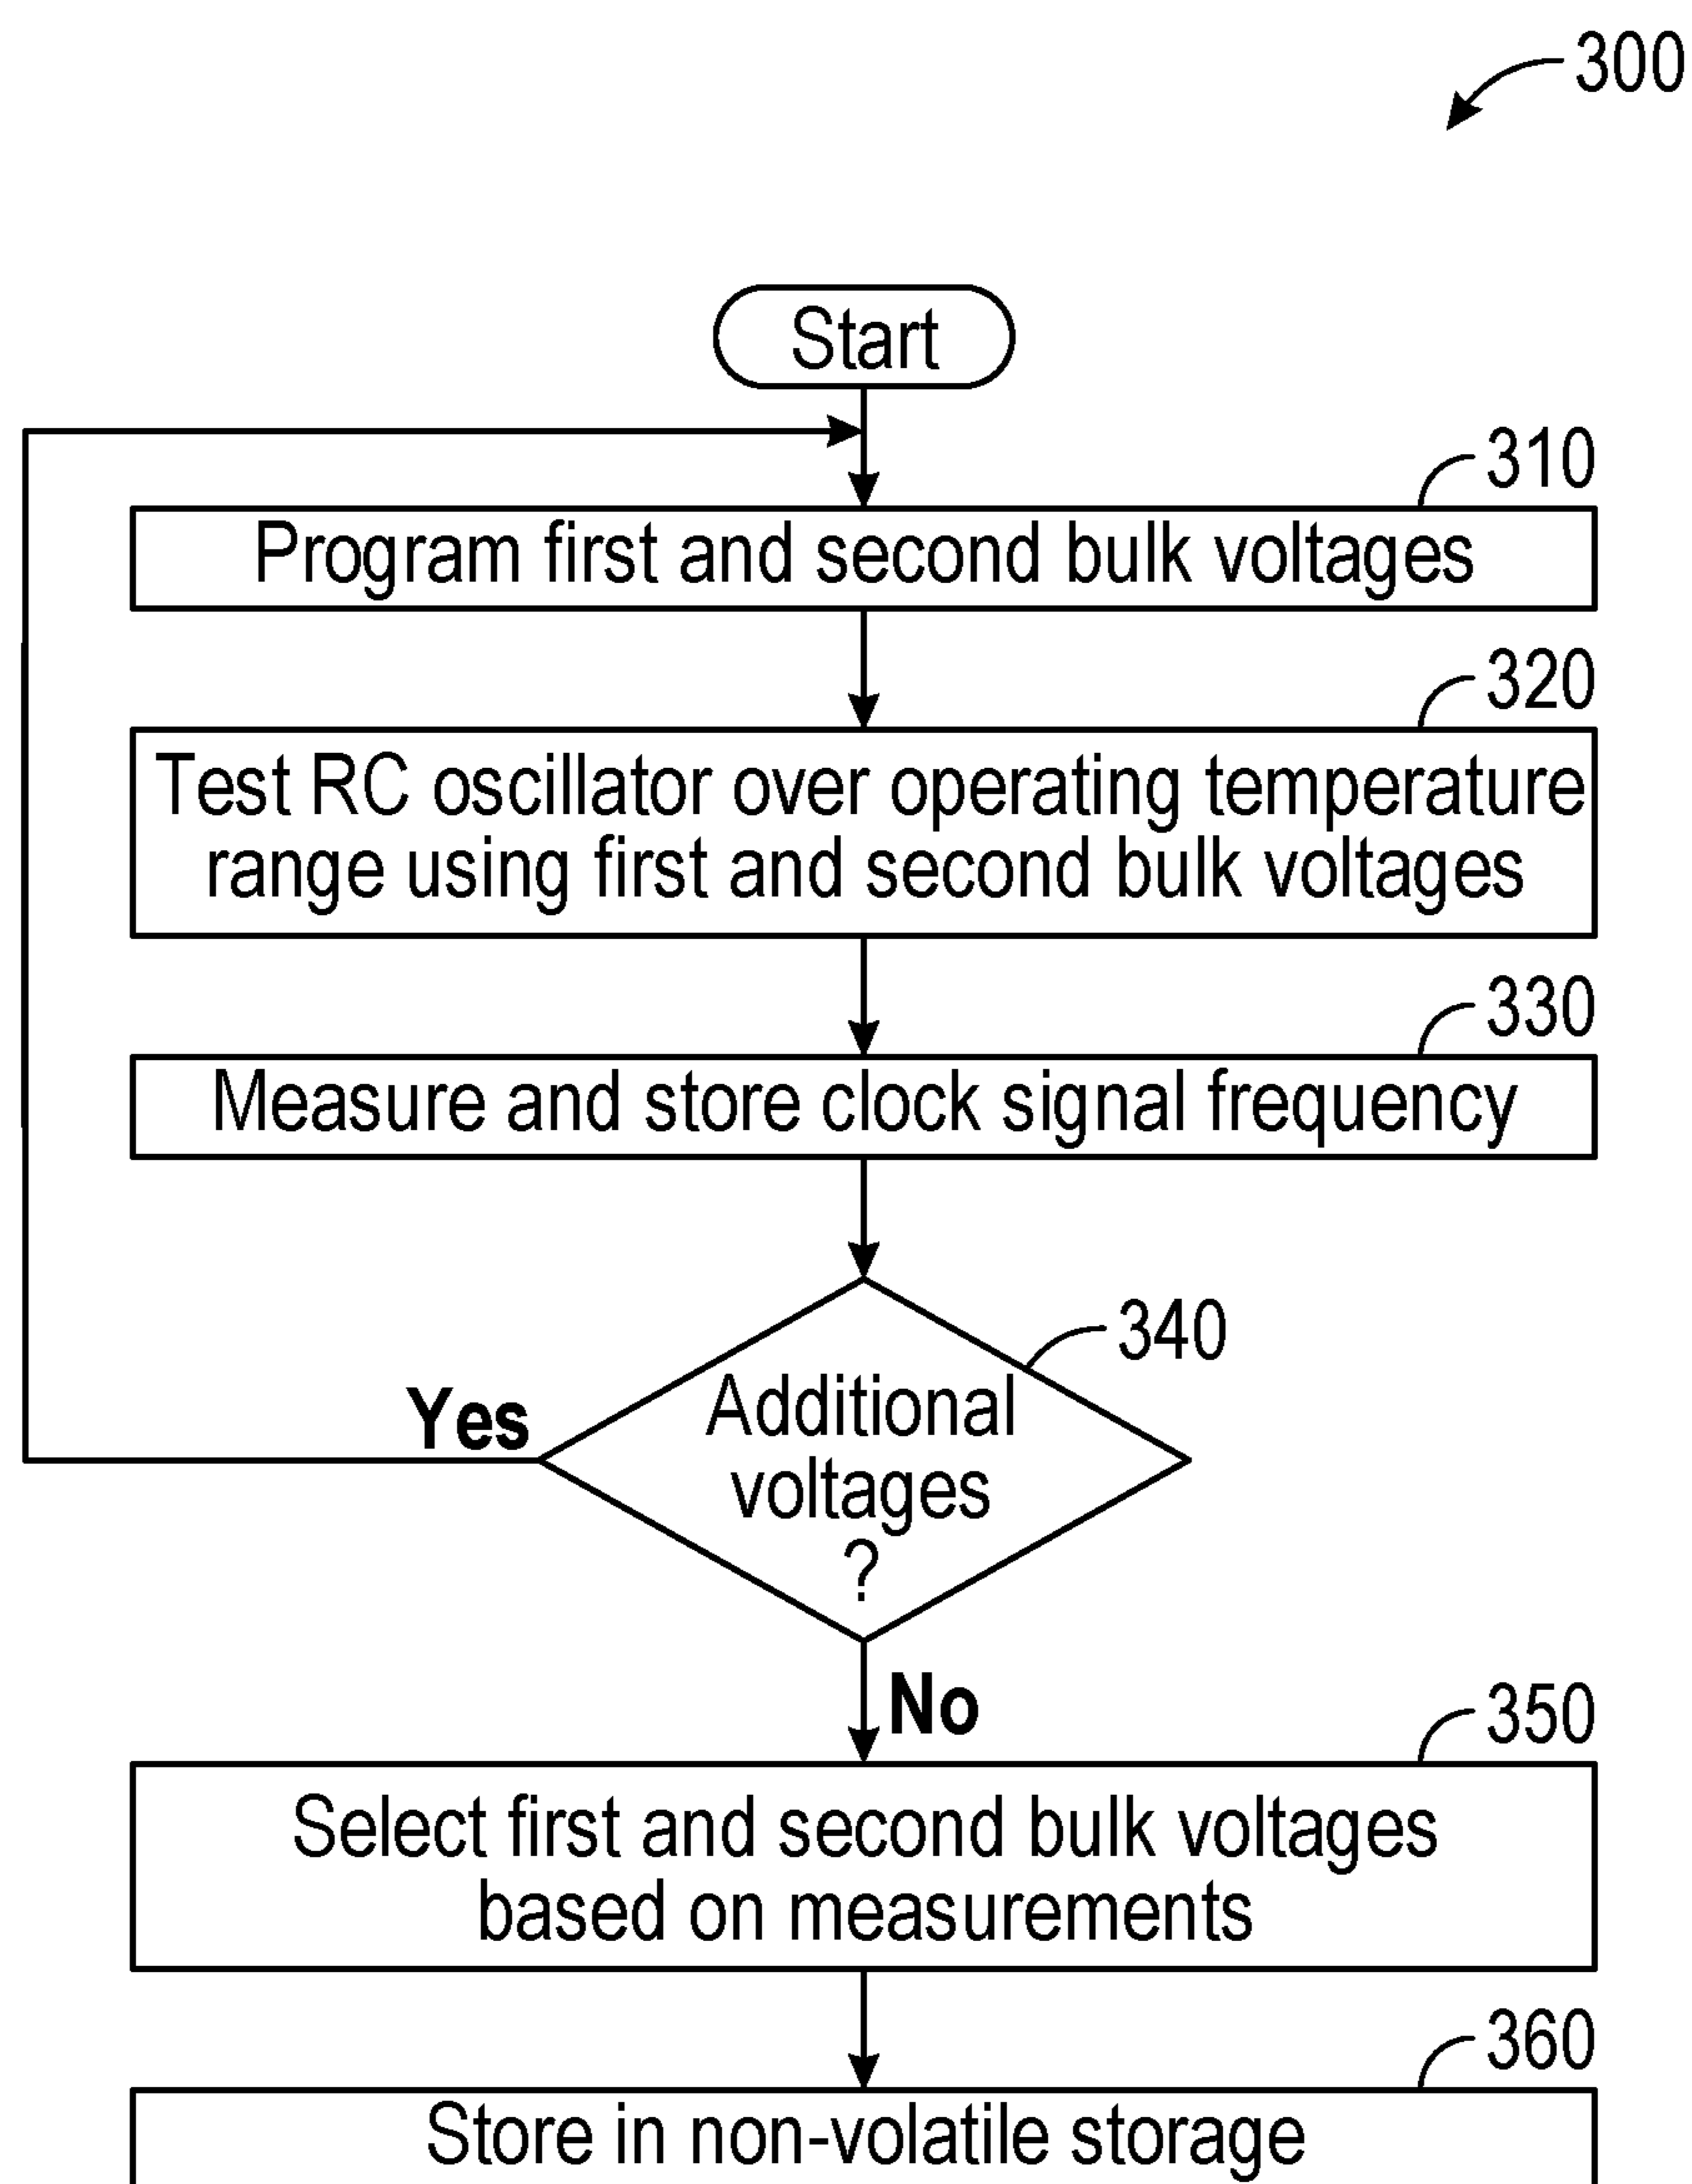 300
Start
310
Program first and second bulk voltages
320
Test RC oscillator over operating temperature
range using first and second bulk voltages
330
Measure and store clock signal frequency
340
Additional
voltages
?
Yes
No
350
Select first and second bulk voltages
based on measurements
360
Store in non-volatile storage